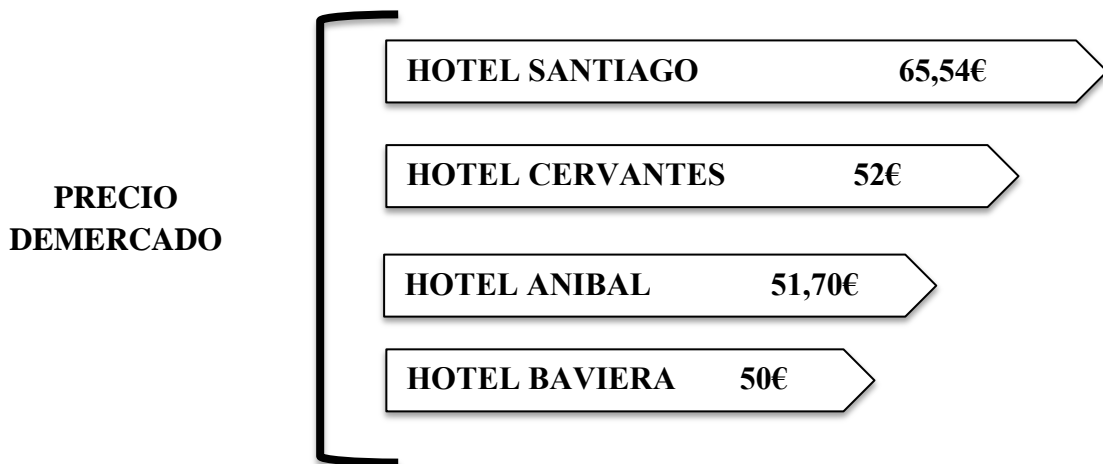 PRECIO
DEMERCADO
HOTEL SANTIAGO 65,54€
HOTEL CERVANTES 52€
HOTEL ANIBAL 51,70€
HOTEL BAVIERA 50€